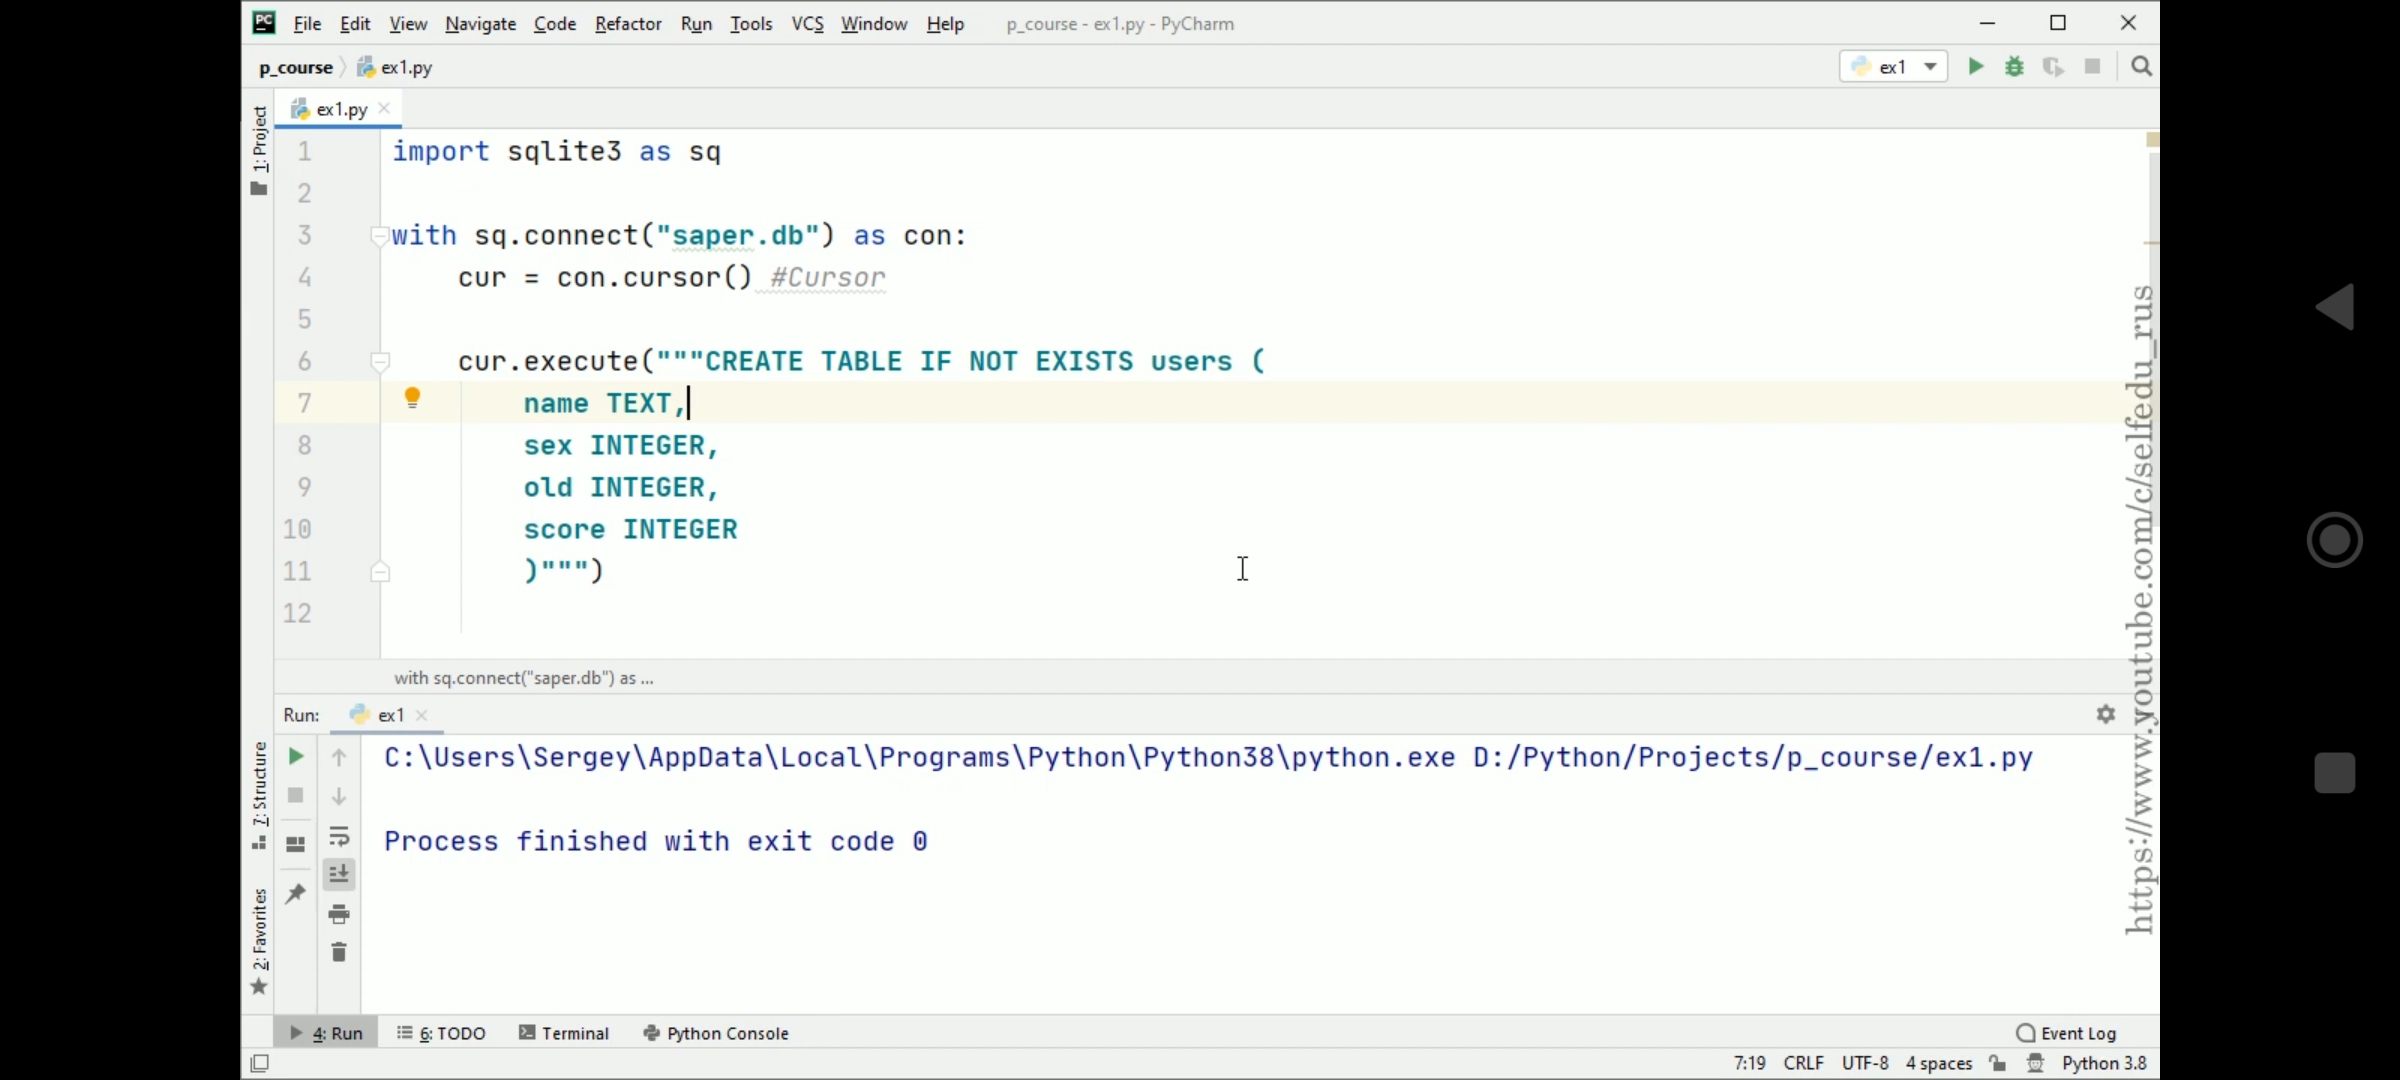 File Edit View Navigate Code Refactor Run Tools VCS Window Help p_course - ex1.py - PyCharm
p_course ex1.py ex1
1: Project
ex1.py
1 import sqlite3 as sq
2
3 with sq.connect("saper.db") as con:
4 cur = con.cursor() #Cursor
5
6 cur.execute("""CREATE TABLE IF NOT EXISTS users (
7 name TEXT,
8 sex INTEGER,
9 old INTEGER,
10 score INTEGER
11 )""")
12
with sq.connect("saper.db") as ...
Run: ex1
7: Structure
2: Favorites
C:\Users\Sergey\AppData\Local\Programs\Python\Python38\python.exe D:/Python/Projects/p_course/ex1.py
Process finished with exit code 0
4: Run 6: TODO Terminal Python Console Event Log
7:19 CRLF UTF-8 4 spaces Python 3.8
https://www.youtube.com/c/selfedu_rus
PC